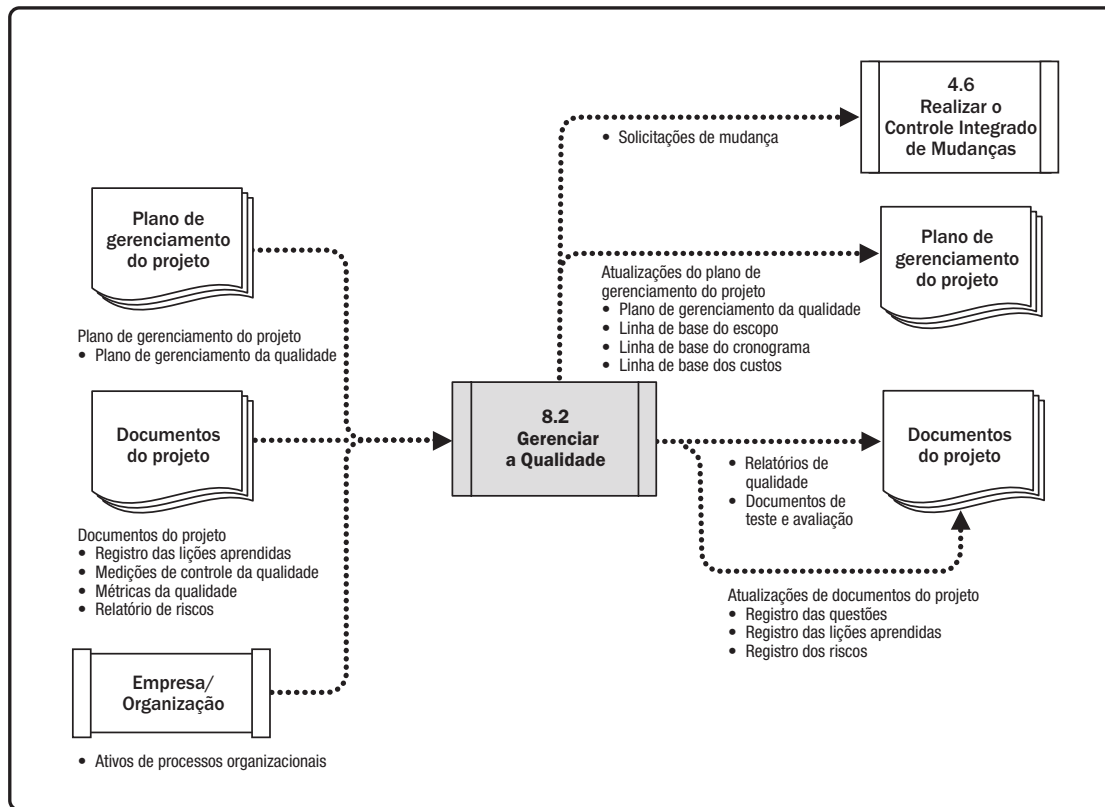 4.6
Realizar o
Controle Integrado
de Mudanças
• Solicitações de mudança
Plano de
gerenciamento
do projeto
Plano de gerenciamento do projeto
• Plano de gerenciamento da qualidade
Plano de
gerenciamento
do projeto
Atualizações do plano de
gerenciamento do projeto
• Plano de gerenciamento da qualidade
• Linha de base do escopo
• Linha de base do cronograma
• Linha de base dos custos
Documentos
do projeto
Documentos do projeto
• Registro das lições aprendidas
• Medições de controle da qualidade
• Métricas da qualidade
• Relatório de riscos
8.2
Gerenciar
a Qualidade
Documentos
do projeto
• Relatórios de
qualidade
• Documentos de
teste e avaliação
Atualizações de documentos do projeto
• Registro das questões
• Registro das lições aprendidas
• Registro dos riscos
Empresa/
Organização
• Ativos de processos organizacionais